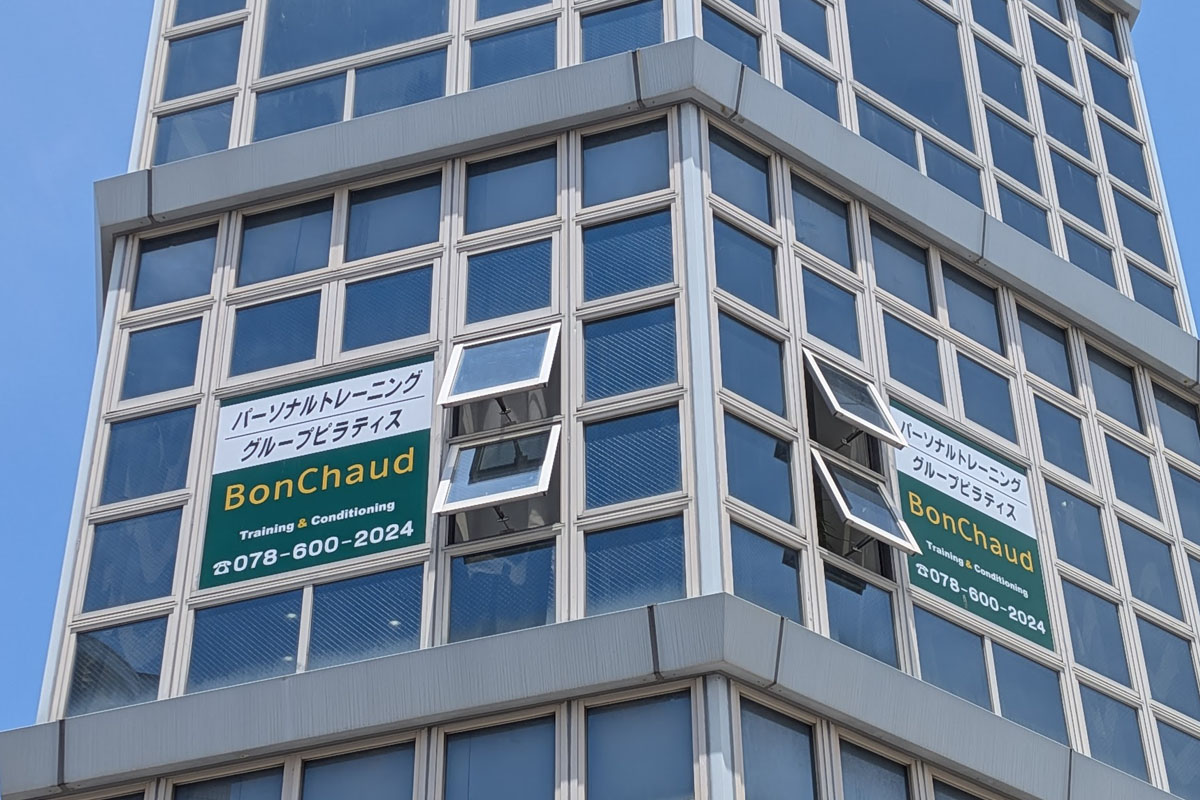 パーソナルトレーニング
グループピラティス
BonChaud
Training & Conditioning
☎078-600-2024
パーソナルトレーニング
グループピラティス
BonChaud
Training & Conditioning
☎078-600-2024